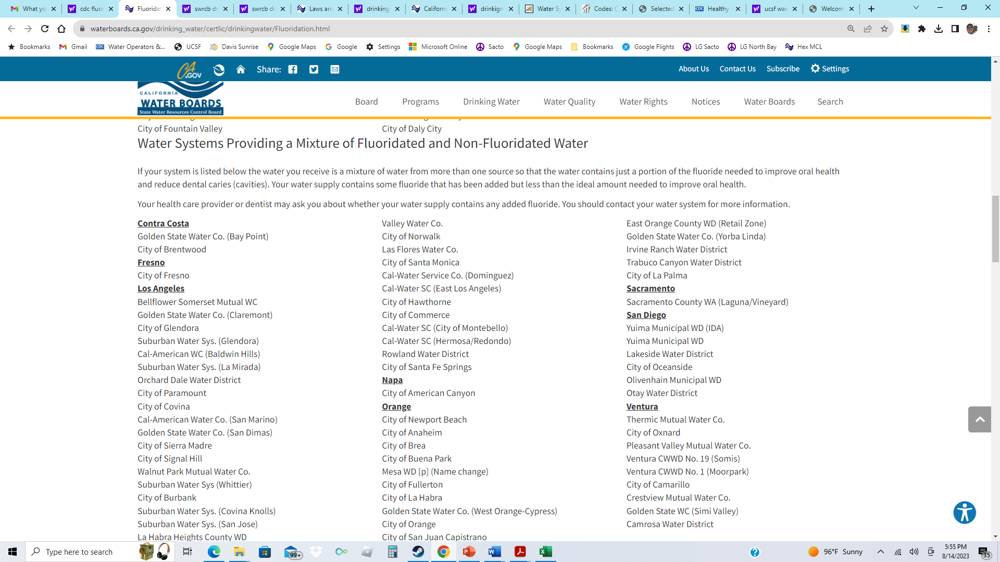 What yo
cdc fluor
Fluoridat
swrcb dr
swrcb dr
Laws and
drinking
Californi
drinkign
Water Sy
Codes: C
Selected
Healthy
ucsf wae
Welcom
waterboards.ca.gov/drinking_water/certlic/drinkingwater/Fluoridation.html
Bookmarks
Gmail
CDC Water Operators &...
UCSF
Davis Sunrise
Google Maps
Google
Settings
Microsoft Online
Sacto
Google Maps
Bookmarks
Google Flights
LG Sacto
LG North Bay
Hex MCL
CA.GOV
Share:
About Us
Contact Us
Subscribe
Settings
CALIFORNIA
WATER BOARDS
State Water Resources Control Board
Board
Programs
Drinking Water
Water Quality
Water Rights
Notices
Water Boards
Search
City of Fountain Valley
City of Daly City
Water Systems Providing a Mixture of Fluoridated and Non-Fluoridated Water
If your system is listed below the water you receive is a mixture of water from more than one source so that the water contains just a portion of the fluoride needed to improve oral health
and reduce dental caries (cavities). Your water supply contains some fluoride that has been added but less than the ideal amount needed to improve oral health.
Your health care provider or dentist may ask you about whether your water supply contains any added fluoride. You should contact your water system for more information.
Contra Costa
Golden State Water Co. (Bay Point)
City of Brentwood
Fresno
City of Fresno
Los Angeles
Bellflower Somerset Mutual WC
Golden State Water Co. (Claremont)
City of Glendora
Suburban Water Sys. (Glendora)
Cal-American WC (Baldwin Hills)
Suburban Water Sys. (La Mirada)
Orchard Dale Water District
City of Paramount
City of Covina
Cal-American Water Co. (San Marino)
Golden State Water Co. (San Dimas)
City of Sierra Madre
City of Signal Hill
Walnut Park Mutual Water Co.
Suburban Water Sys (Whittier)
City of Burbank
Suburban Water Sys. (Covina Knolls)
Suburban Water Sys. (San Jose)
La Habra Heights County WD
Valley Water Co.
City of Norwalk
Las Flores Water Co.
City of Santa Monica
Cal-Water Service Co. (Dominguez)
Cal-Water SC (East Los Angeles)
City of Hawthorne
City of Commerce
Cal-Water SC (City of Montebello)
Cal-Water SC (Hermosa/Redondo)
Rowland Water District
City of Santa Fe Springs
Napa
City of American Canyon
Orange
City of Newport Beach
City of Anaheim
City of Brea
City of Buena Park
Mesa WD [p] (Name change)
City of Fullerton
City of La Habra
Golden State Water Co. (West Orange-Cypress)
City of Orange
City of San Juan Capistrano
East Orange County WD (Retail Zone)
Golden State Water Co. (Yorba Linda)
Irvine Ranch Water District
Trabuco Canyon Water District
City of La Palma
Sacramento
Sacramento County WA (Laguna/Vineyard)
San Diego
Yuima Municipal WD (IDA)
Yuima Municipal WD
Lakeside Water District
City of Oceanside
Olivenhain Municipal WD
Otay Water District
Ventura
Thermic Mutual Water Co.
City of Oxnard
Pleasant Valley Mutual Water Co.
Ventura CWWD No. 19 (Somis)
Ventura CWWD No. 1 (Moorpark)
City of Camarillo
Crestview Mutual Water Co.
Golden State WC (Simi Valley)
Camrosa Water District
Type here to search
99+
96°F Sunny
5:55 PM
8/14/2023
35